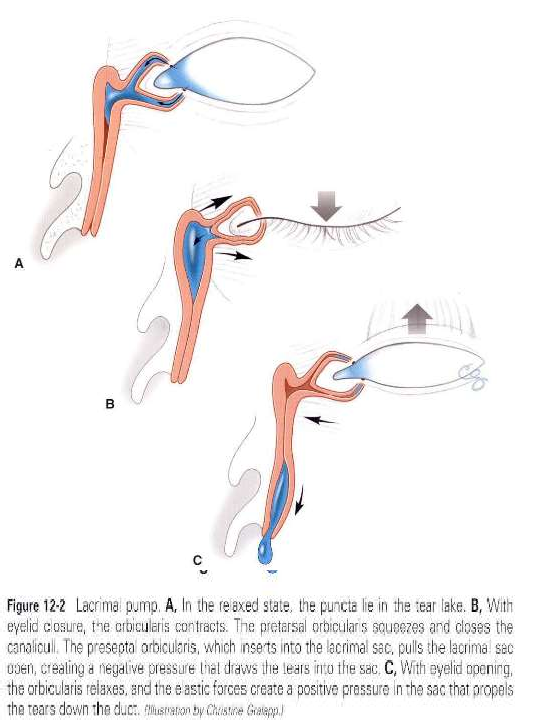 A
B
C
Figure 12-2 Lacrimal pump. A, In the relaxed state, the puncta lie in the tear lake. B, With
eyelid closure, the orbicularis contracts. The pretarsal orbicularis squeezes and closes the
canaliculi. The preseptal orbicularis, which inserts into the lacrimal sac, pulls the lacrimal sac
open, creating a negative pressure that draws the tears into the sac. C, With eyelid opening,
the orbicularis relaxes, and the elastic forces create a positive pressure in the sac that propels
the tears down the duct. (Illustration by Christine Gralapp.)